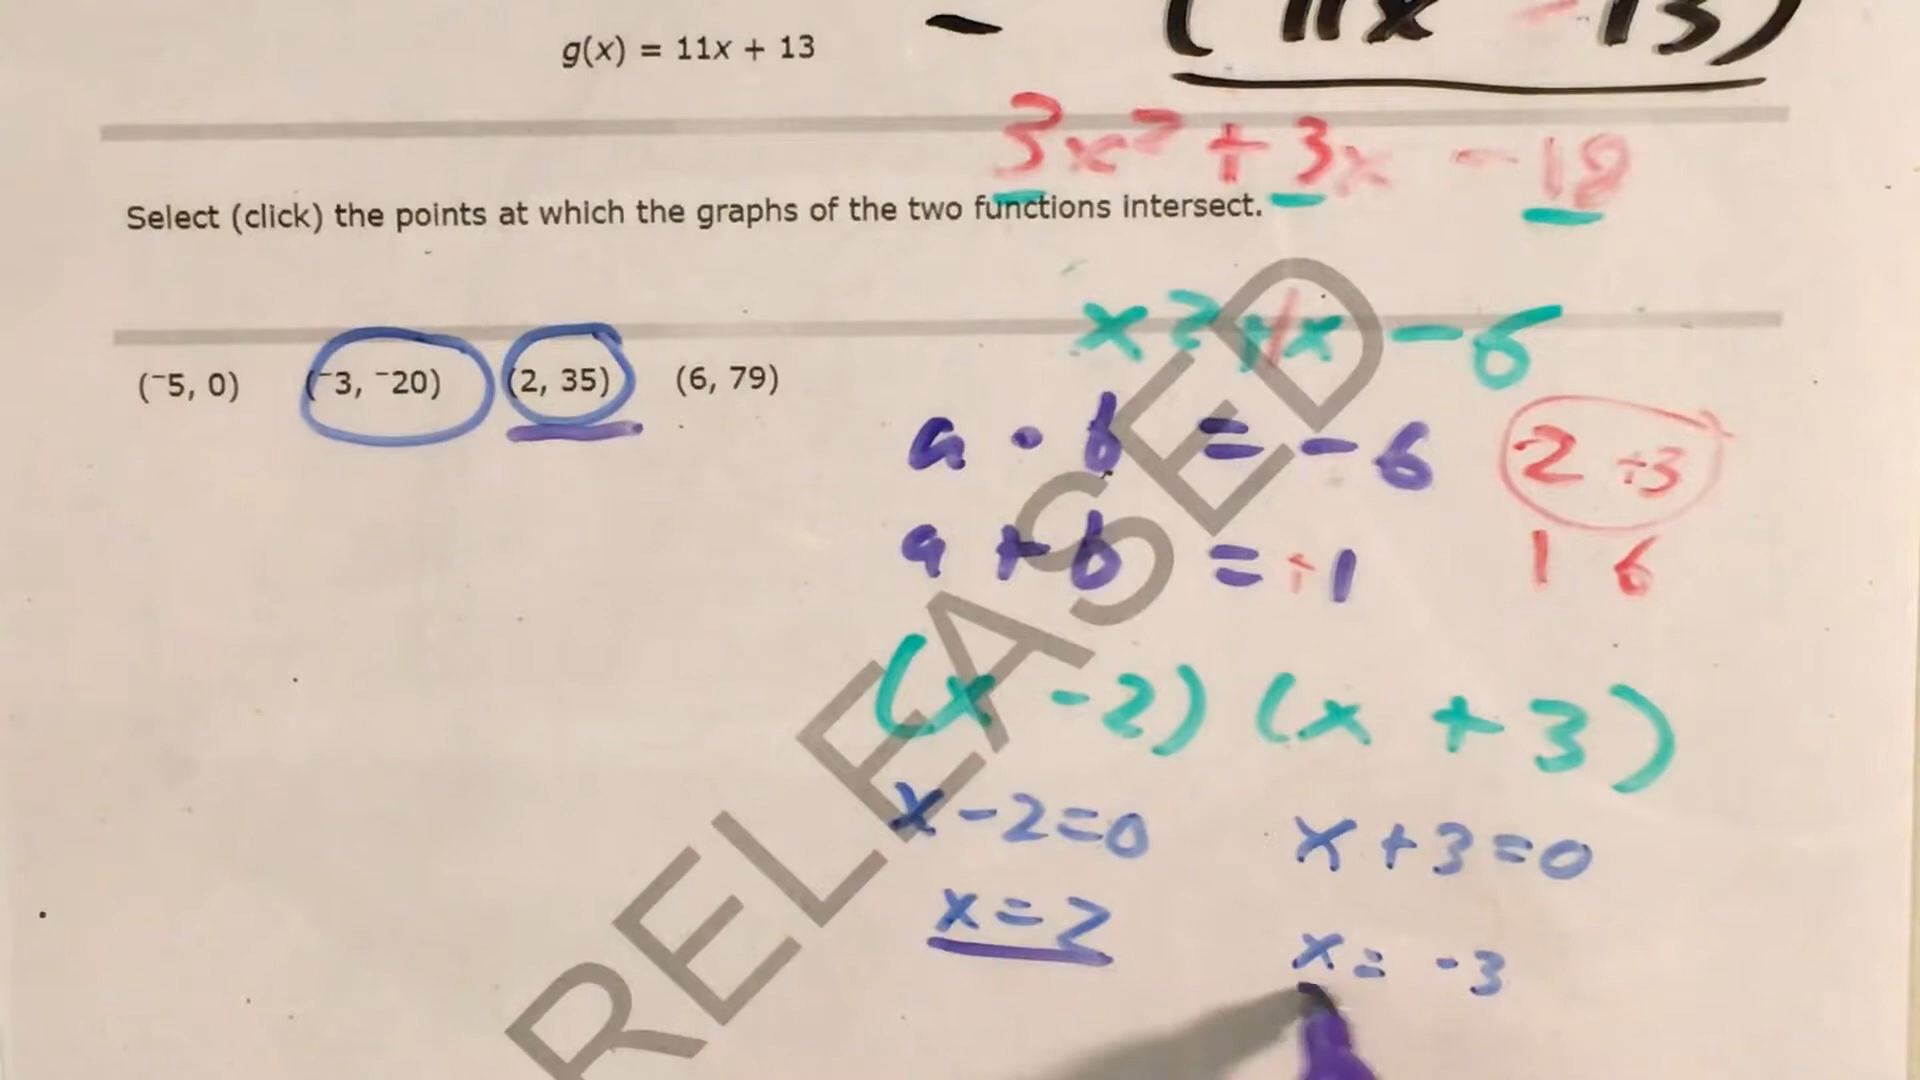 g(x) = 11x + 13
- (11x - 13)
3x² + 3x - 18
Select (click) the points at which the graphs of the two functions intersect.
x² + x - 6
(⁻5, 0) (⁻3, ⁻20) (2, 35) (6, 79)
a • b = - 6
-2 +3
a + b = +1
1 6
(x - 2) (x + 3)
x - 2 = 0 x + 3 = 0
x = 2
x = -3
RELEASED